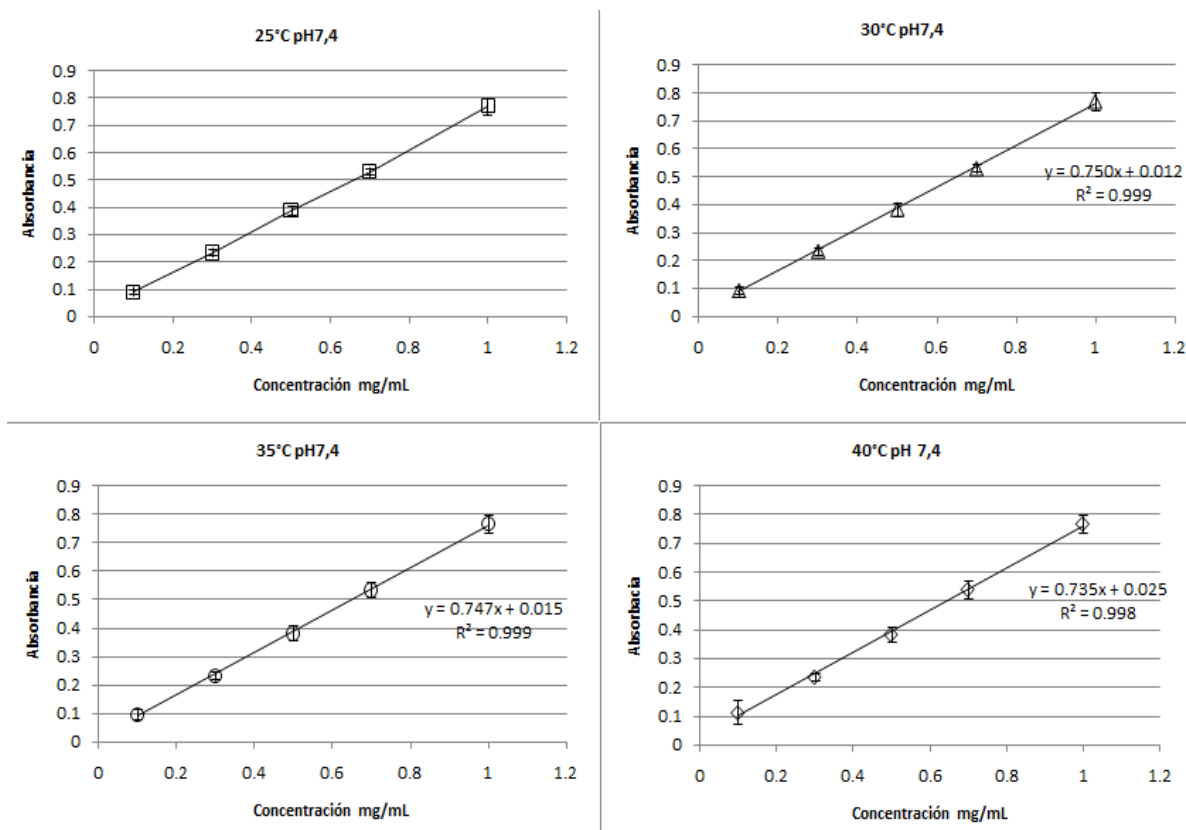 25°C pH7,4
0.9
0.8
0.7
0.6
0.5
0.4
0.3
0.2
0.1
0
Absorbancia
0 0.2 0.4 0.6 0.8 1 1.2
Concentración mg/mL
30°C pH7,4
0.9
0.8
0.7
0.6
0.5
0.4
0.3
0.2
0.1
0
Absorbancia
y = 0.750x + 0.012
R² = 0.999
0 0.2 0.4 0.6 0.8 1 1.2
Concentración mg/mL
35°C pH7,4
0.9
0.8
0.7
0.6
0.5
0.4
0.3
0.2
0.1
0
Absorbancia
y = 0.747x + 0.015
R² = 0.999
0 0.2 0.4 0.6 0.8 1 1.2
Concentración mg/mL
40°C pH 7,4
0.9
0.8
0.7
0.6
0.5
0.4
0.3
0.2
0.1
0
Absorbacia
y = 0.735x + 0.025
R² = 0.998
0 0.2 0.4 0.6 0.8 1 1.2
Concentración mg/mL